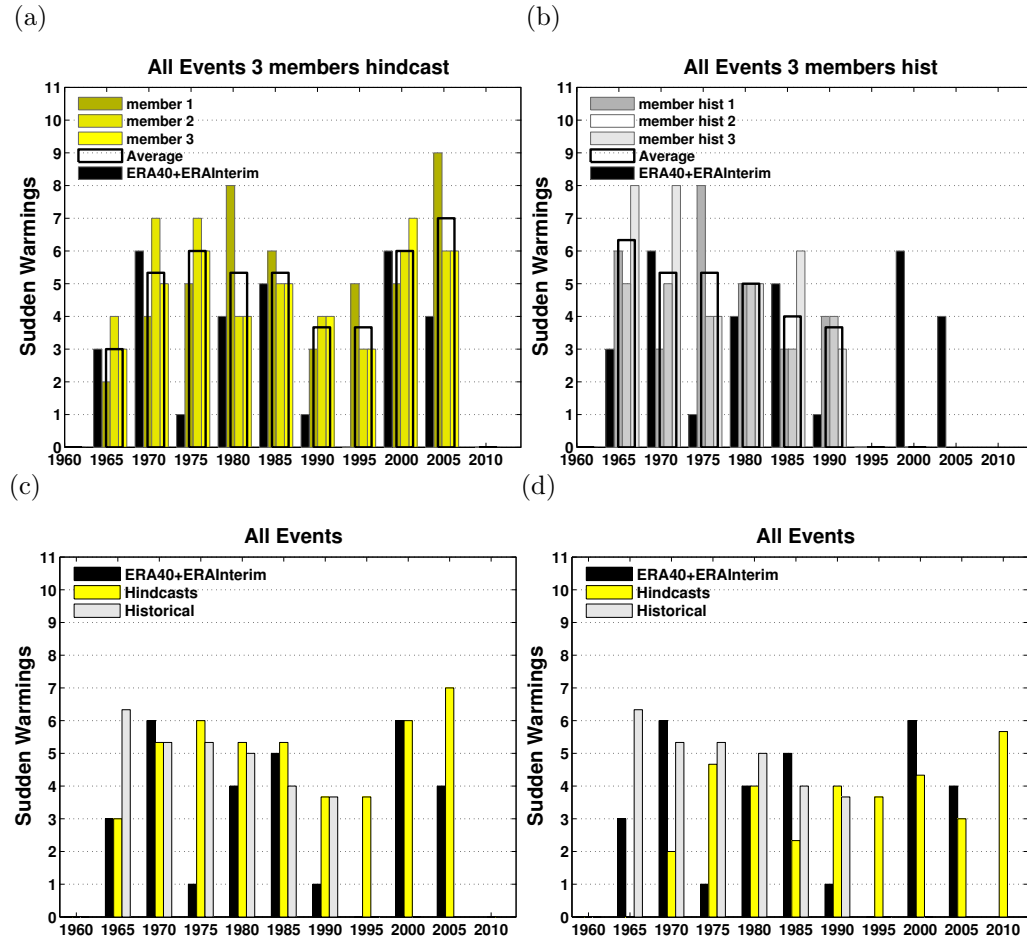 (a)
All Events 3 members hindcast
11
10
9
8
7
6
5
4
3
2
1
0
Sudden Warmings
member 1
member 2
member 3
Average
ERA40+ERAInterim
1960 1965 1970 1975 1980 1985 1990 1995 2000 2005 2010
(b)
All Events 3 members hist
11
10
9
8
7
6
5
4
3
2
1
0
Sudden Warmings
member hist 1
member hist 2
member hist 3
Average
ERA40+ERAInterim
1960 1965 1970 1975 1980 1985 1990 1995 2000 2005 2010
(c)
All Events
11
10
9
8
7
6
5
4
3
2
1
0
Sudden Warmings
ERA40+ERAInterim
Hindcasts
Historical
1960 1965 1970 1975 1980 1985 1990 1995 2000 2005 2010
(d)
All Events
11
10
9
8
7
6
5
4
3
2
1
0
Sudden Warmings
ERA40+ERAInterim
Hindcasts
Historical
1960 1965 1970 1975 1980 1985 1990 1995 2000 2005 2010